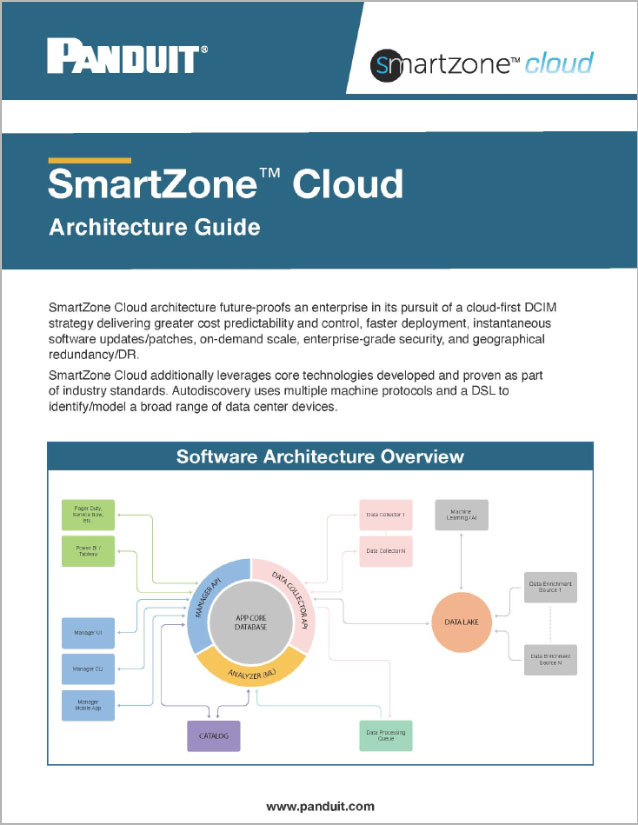 PANDUIT®
smartzone™ cloud
SmartZone™ Cloud
Architecture Guide
SmartZone Cloud architecture future-proofs an enterprise in its pursuit of a cloud-first DCIM
strategy delivering greater cost predictability and control, faster deployment, instantaneous
software updates/patches, on-demand scale, enterprise-grade security, and geographical
redundancy/DR.
SmartZone Cloud additionally leverages core technologies developed and proven as part
of industry standards. Autodiscovery uses multiple machine protocols and a DSL to
identify/model a broad range of data center devices.
Software Architecture Overview
Pager Duty,
Service Now,
Etc.
Power BI /
Tableau
Manager UI
Manager CLI
Manager
Mobile App
MANAGER API
DATA COLLECTOR API
APP CORE
DATABASE
ANALYZER (ML)
CATALOG
Data Collector 1
Data Collector N
Data Processing
Queue
Machine
Learning / AI
DATA LAKE
Data Enrichment
Source 1
Data Enrichment
Source N
www.panduit.com